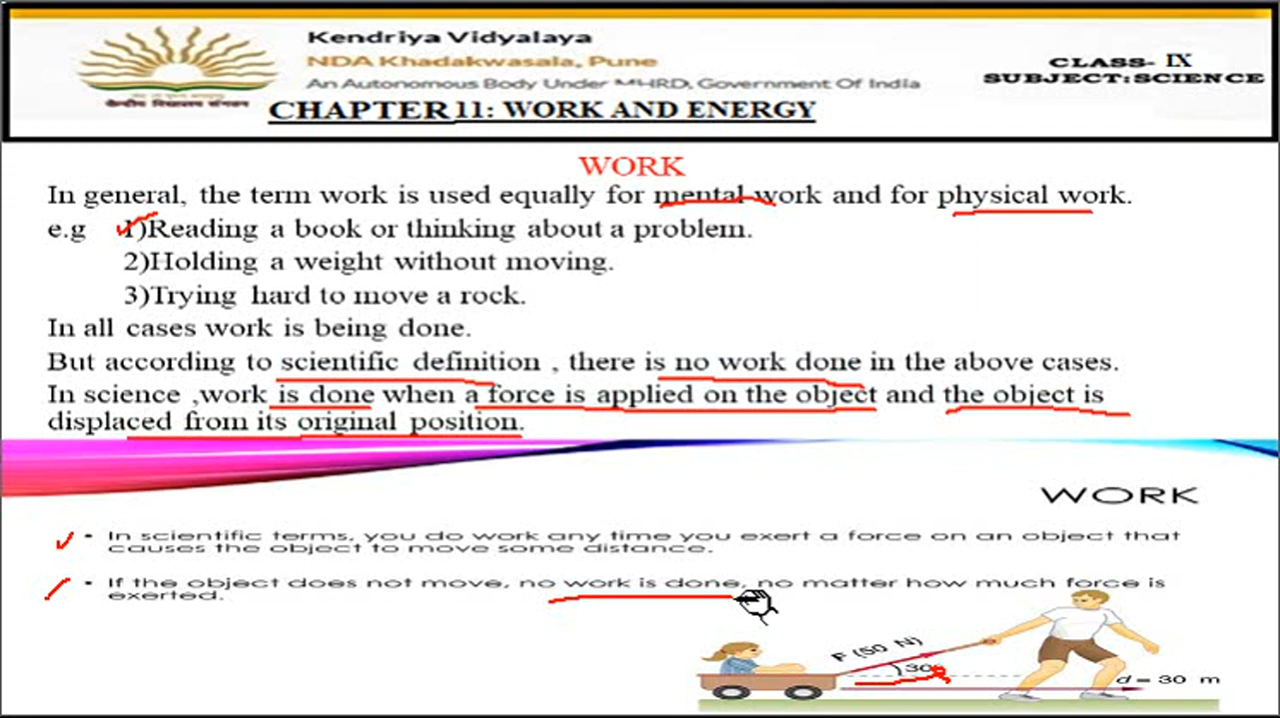 Kendriya Vidyalaya
NDA Khadakwasala, Pune
An Autonomous Body Under MHRD, Government Of India
केन्द्रीय विद्यालय संगठन
CLASS- IX
SUBJECT:SCIENCE
CHAPTER 11: WORK AND ENERGY
WORK
In general, the term work is used equally for mental work and for physical work.
e.g 1)Reading a book or thinking about a problem.
2)Holding a weight without moving.
3)Trying hard to move a rock.
In all cases work is being done.
But according to scientific definition , there is no work done in the above cases.
In science ,work is done when a force is applied on the object and the object is
displaced from its original position.
WORK
• In scientific terms, you do work any time you exert a force on an object that
causes the object to move some distance.
• If the object does not move, no work is done, no matter how much force is
exerted.
F (50 N)
30°
d = 30 m